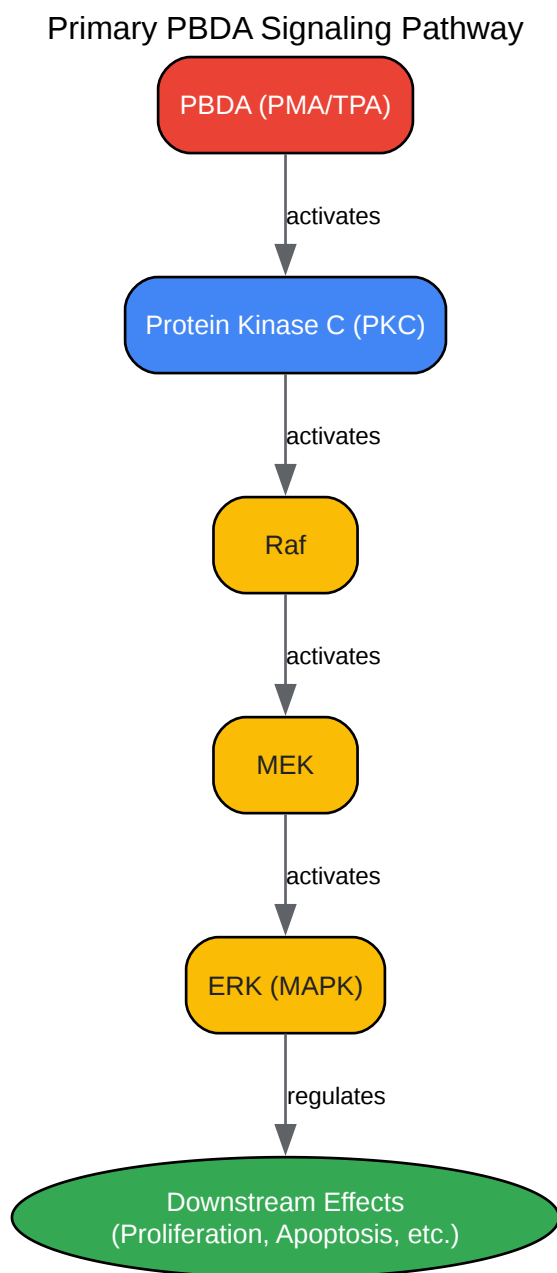 Primary PBDA Signaling Pathway
PBDA (PMA/TPA)
activates
Protein Kinase C (PKC)
activates
Raf
activates
MEK
activates
ERK (MAPK)
regulates
Downstream Effects
(Proliferation, Apoptosis, etc.)